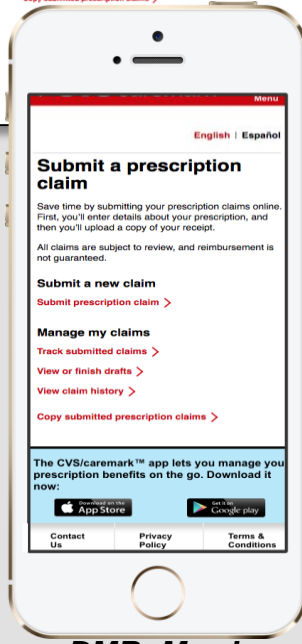 Copy submitted prescription claims >
Menu
English | Español
Submit a prescription
claim
Save time by submitting your prescription claims online.
First, you'll enter details about your prescription, and
then you'll upload a copy of your receipt.
All claims are subject to review, and reimbursement is
not guaranteed.
Submit a new claim
Submit prescription claim >
Manage my claims
Track submitted claims >
View or finish drafts >
View claim history >
Copy submitted prescription claims >
The CVS/caremark™ app lets you manage you
prescription benefits on the go. Download it
now:
Download on the
App Store
Get it on
Google play
Contact
Us
Privacy
Policy
Terms &
Conditions